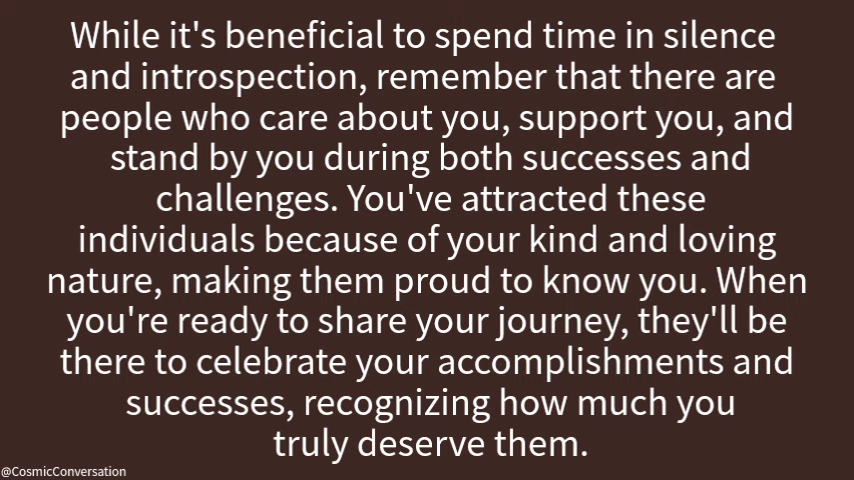 While it's beneficial to spend time in silence
and introspection, remember that there are
people who care about you, support you, and
stand by you during both successes and
challenges. You've attracted these
individuals because of your kind and loving
nature, making them proud to know you. When
you're ready to share your journey, they'll be
there to celebrate your accomplishments and
successes, recognizing how much you
truly deserve them.
@CosmicConversation